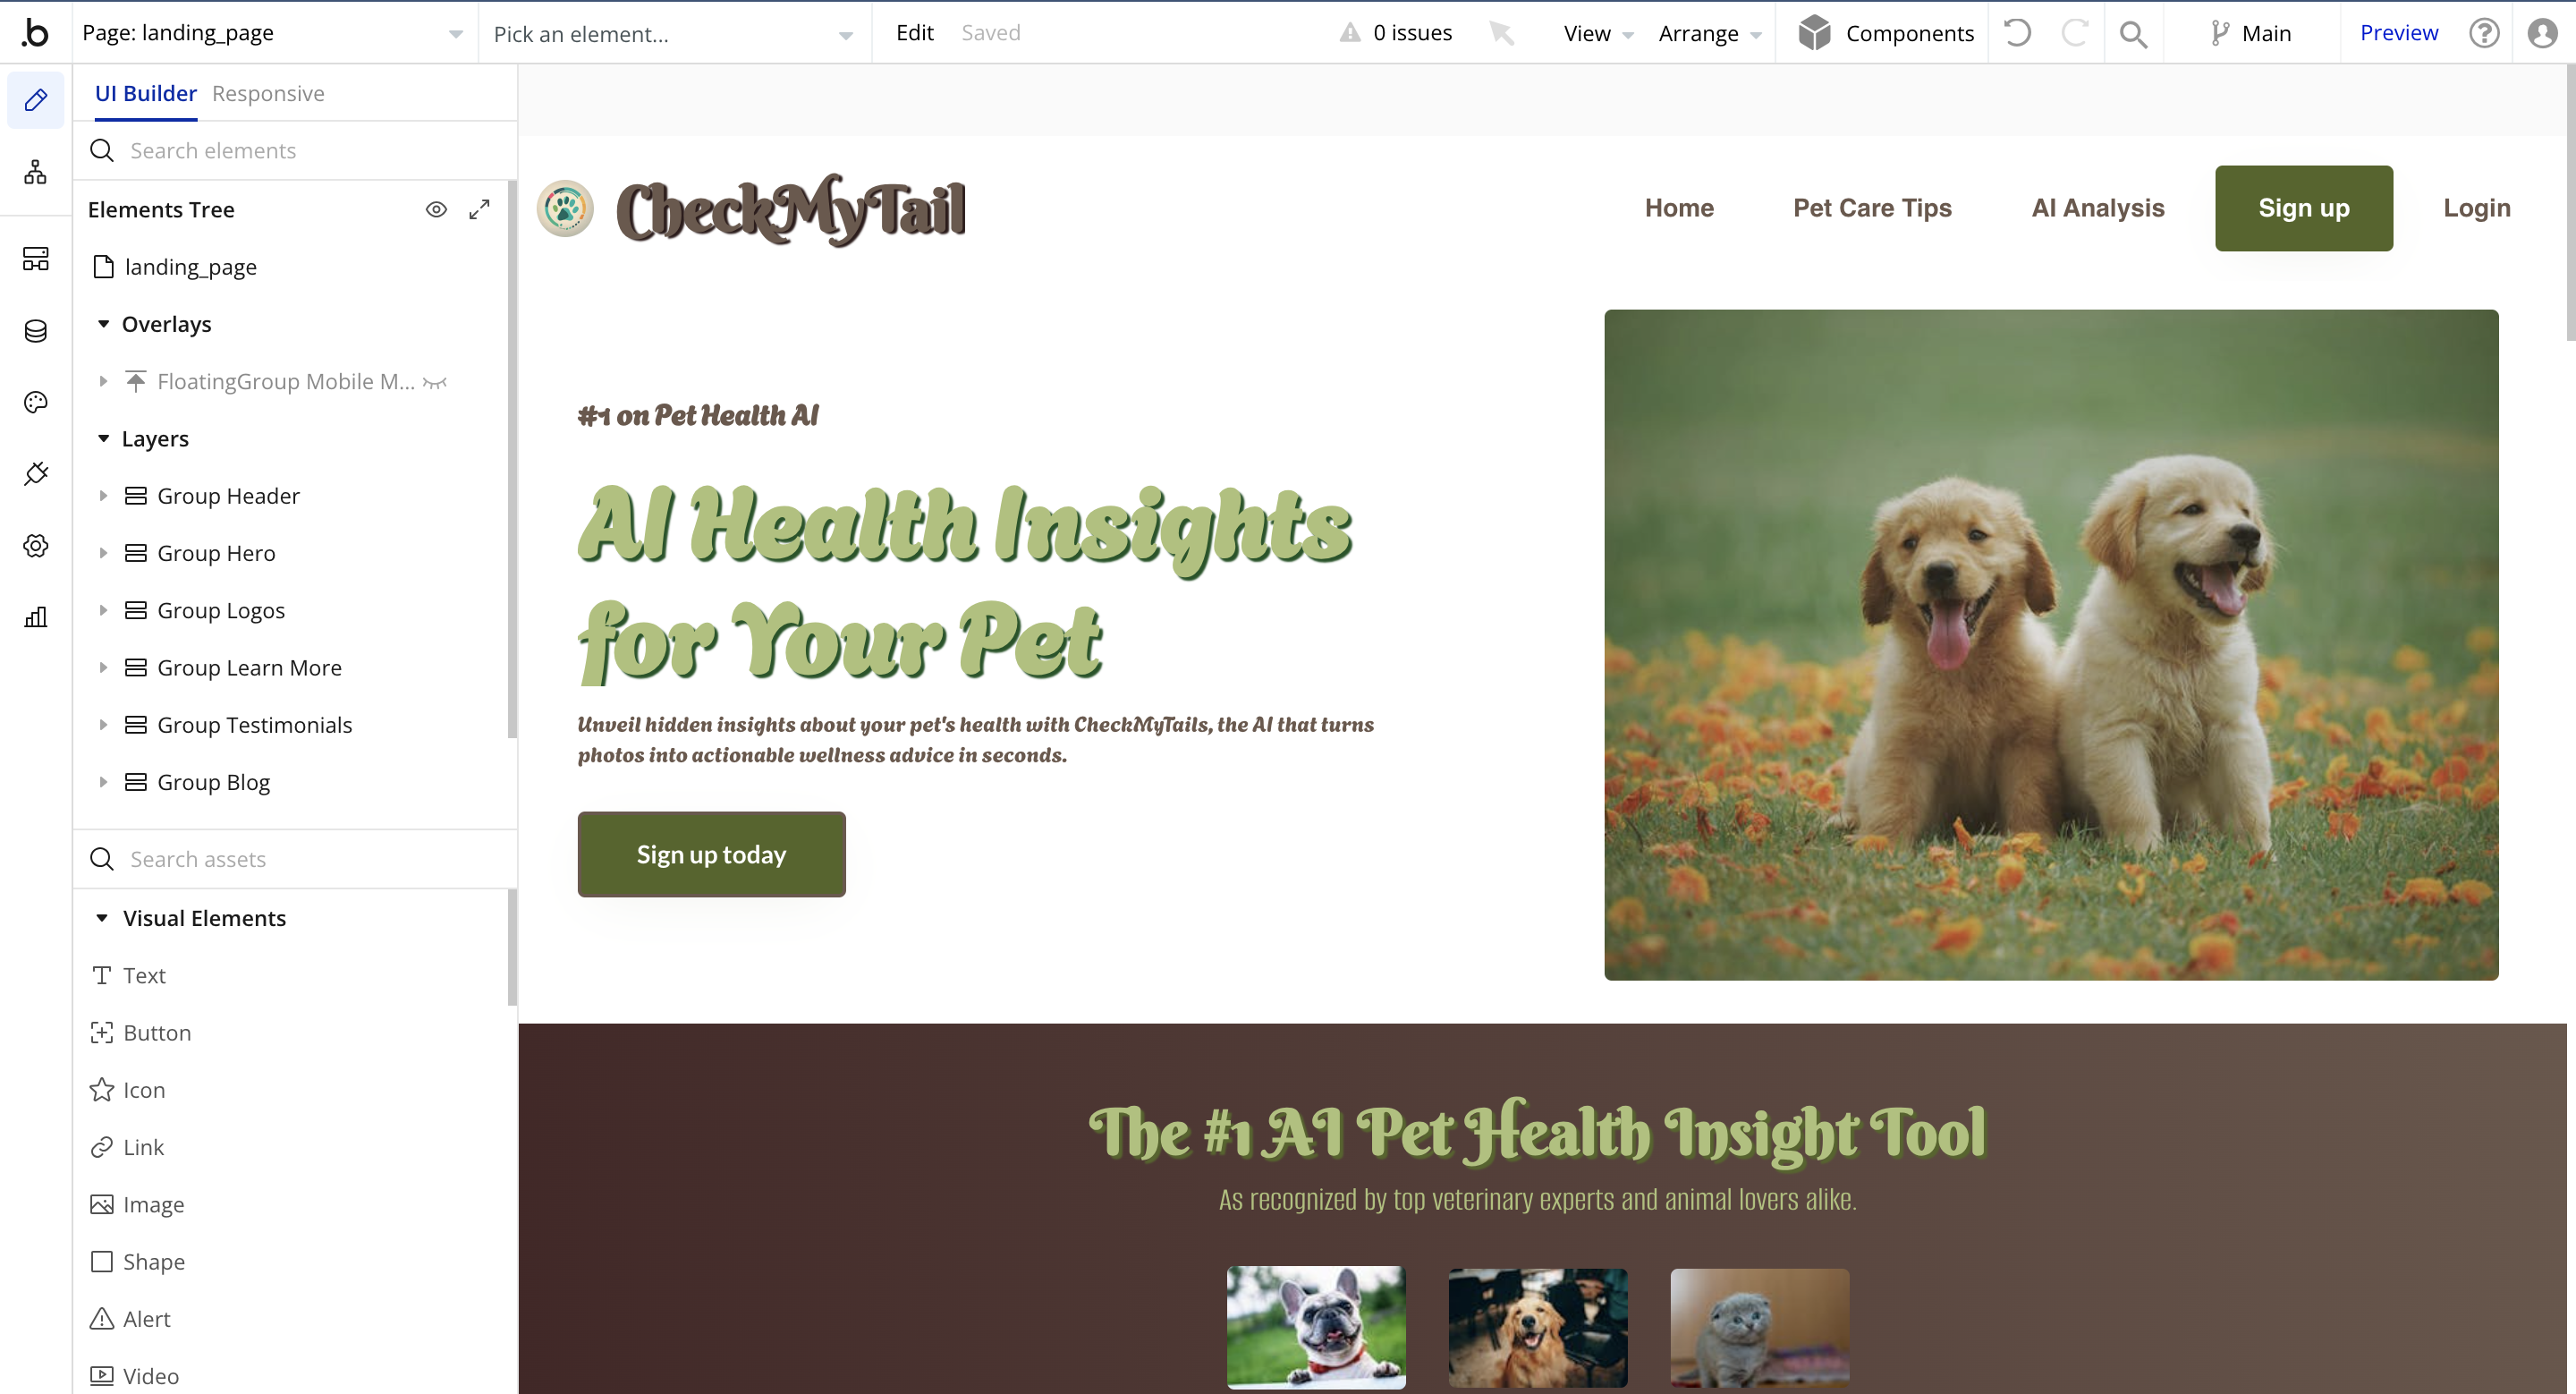 .b
Page: landing_page
Pick an element...
Edit
Saved
0 issues
View
Arrange
Components
Main
Preview
UI Builder
Responsive
Search elements
Elements Tree
landing_page
Overlays
FloatingGroup Mobile M...
Layers
Group Header
Group Hero
Group Logos
Group Learn More
Group Testimonials
Group Blog
Search assets
Visual Elements
Text
Button
Icon
Link
Image
Shape
Alert
Video
CheckMyTail
Home
Pet Care Tips
AI Analysis
Sign up
Login
#1 on Pet Health AI
AI Health Insights
for Your Pet
Unveil hidden insights about your pet's health with CheckMyTails, the AI that turns
photos into actionable wellness advice in seconds.
Sign up today
The #1 AI Pet Health Insight Tool
As recognized by top veterinary experts and animal lovers alike.